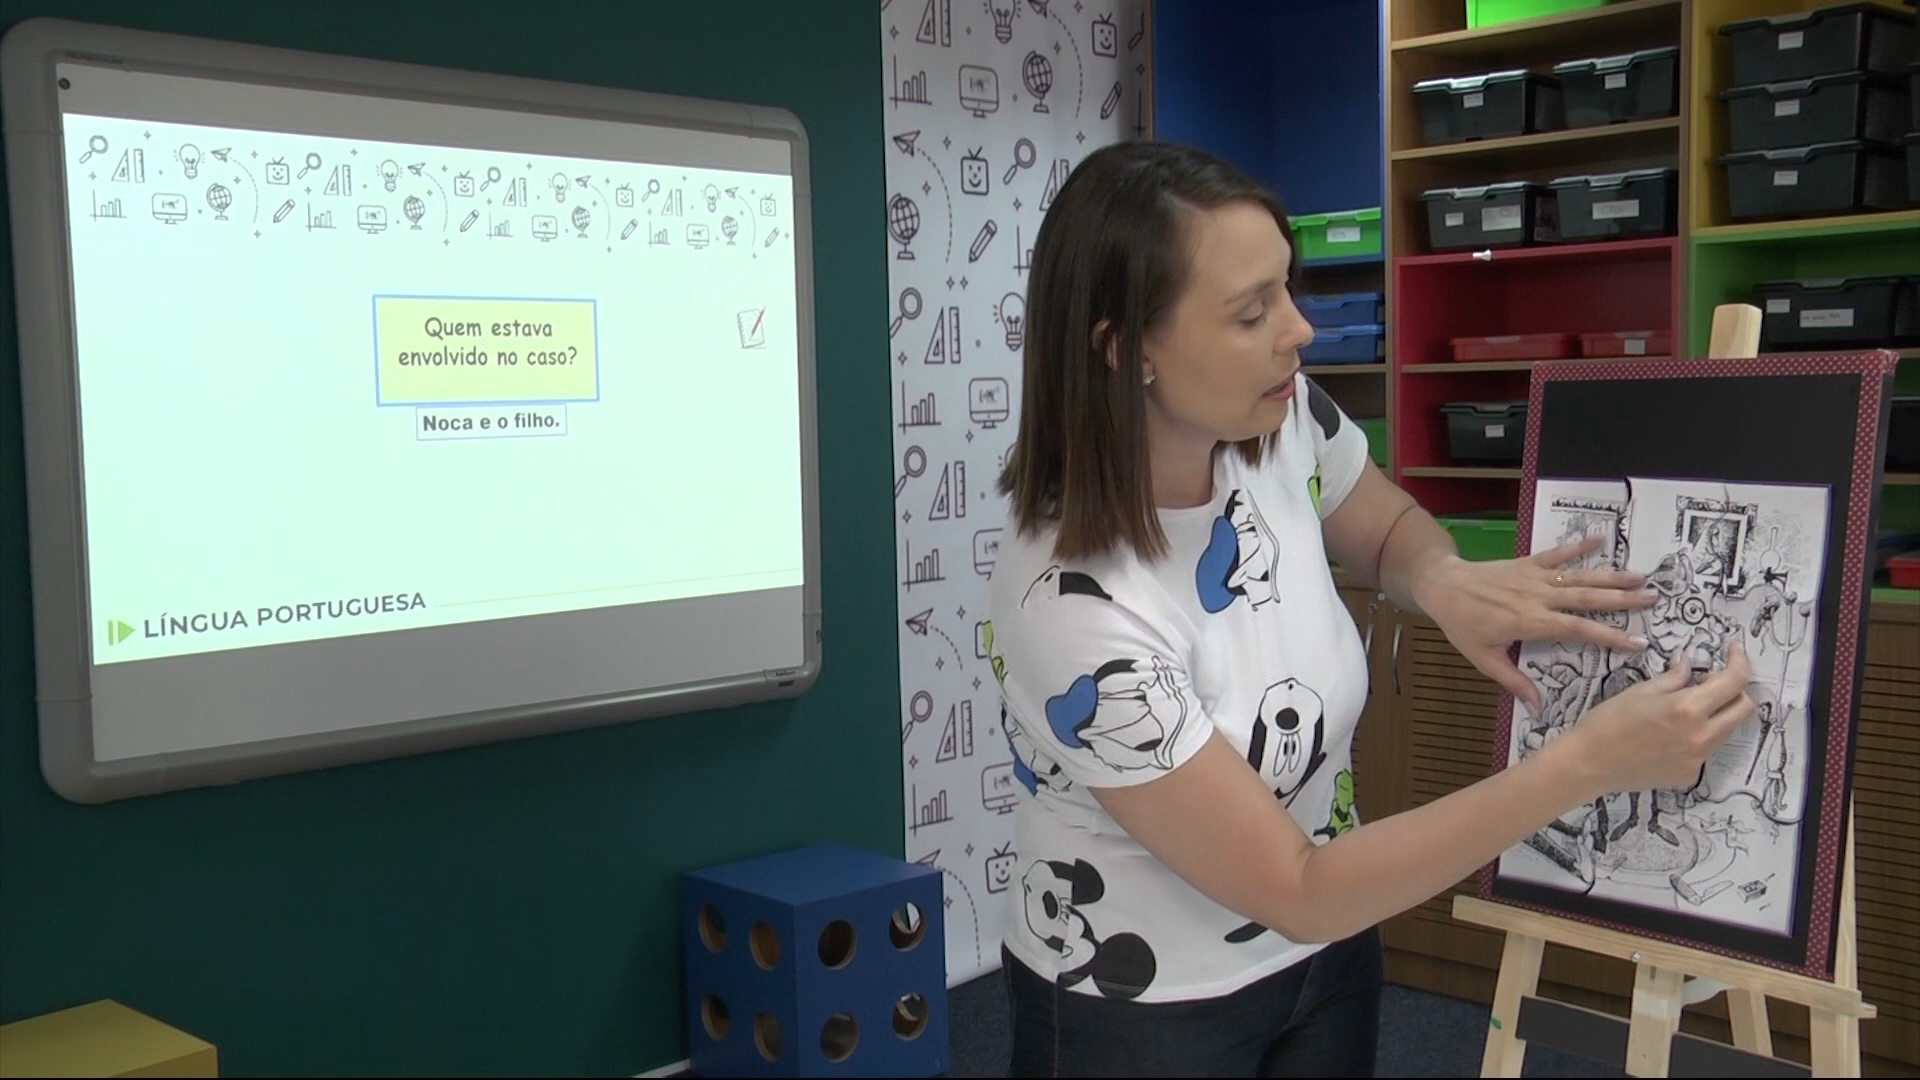 Quem estava
envolvido no caso?
Noca e o filho.
LÍNGUA PORTUGUESA